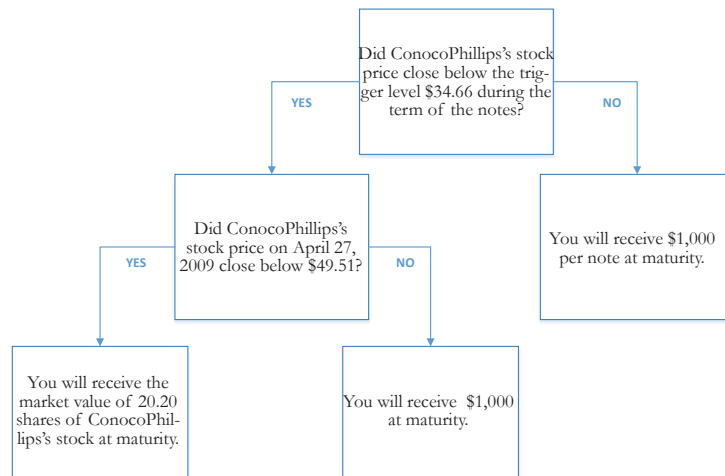 Did ConocoPhillips's stock
price close below the trig-
ger level $34.66 during the
term of the notes?
YES
NO
Did ConocoPhillips's
stock price on April 27,
2009 close below $49.51?
You will receive $1,000
per note at maturity.
YES
NO
You will receive the
market value of 20.20
shares of ConocoPhil-
lips's stock at maturity.
You will receive $1,000
at maturity.